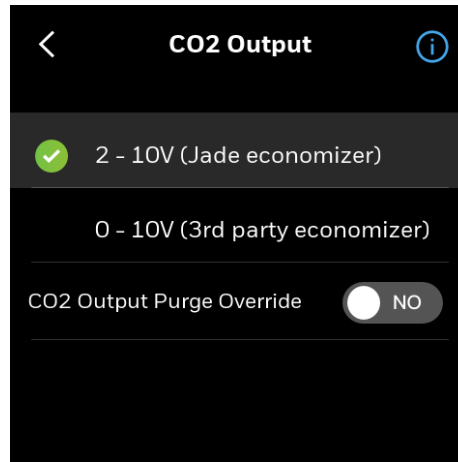 CO2 Output
2 - 10V (Jade economizer)
0 - 10V (3rd party economizer)
CO2 Output Purge Override NO